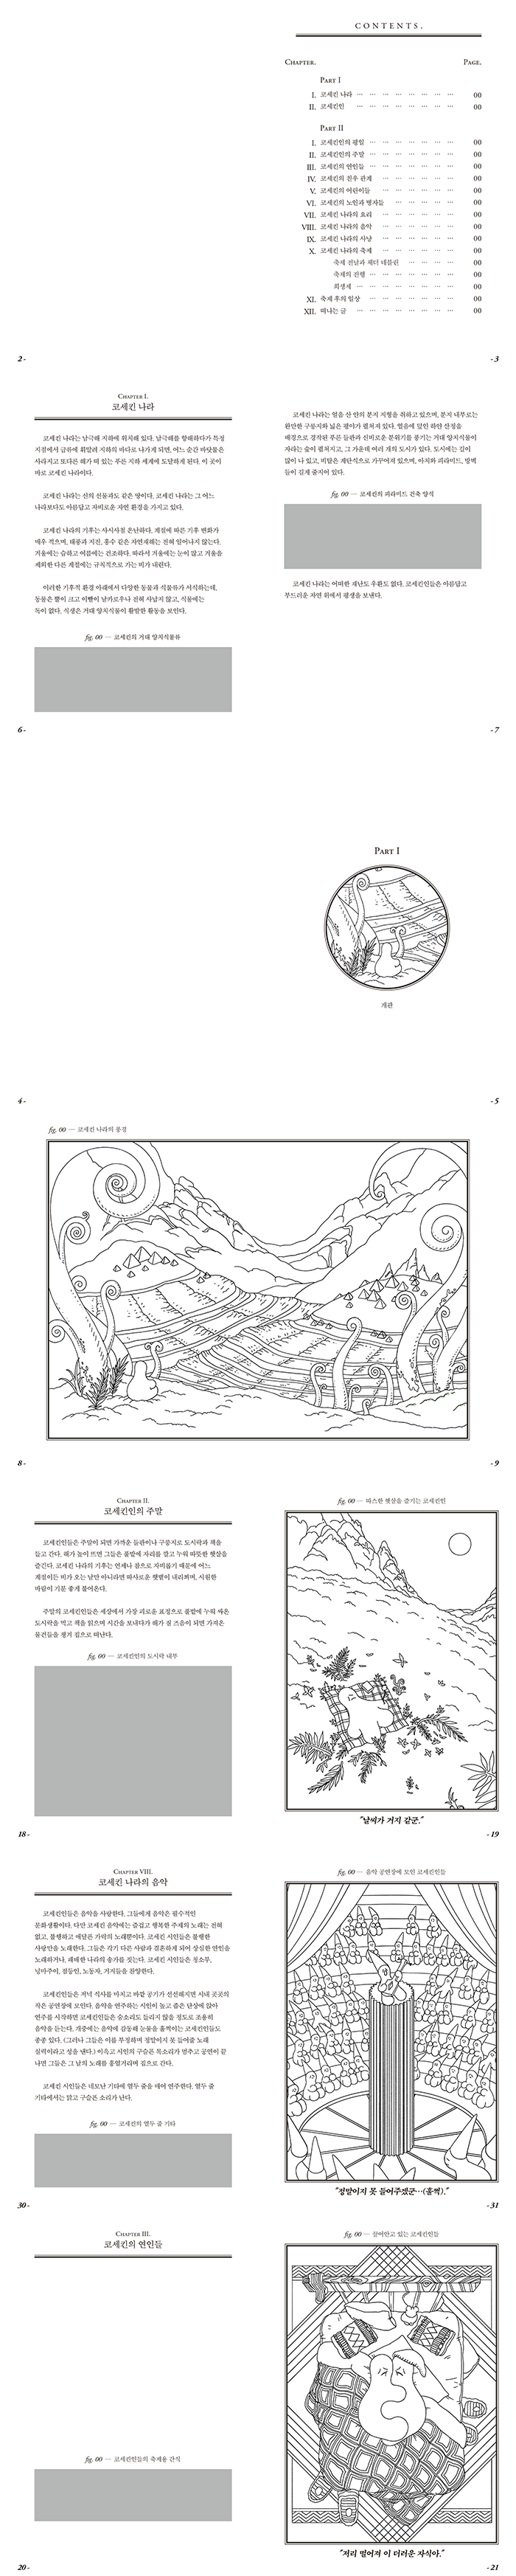 CONTENTS.
CHAPTER. PAGE.
PART I
I. 코세킨 나라 ... ... ... ... ... ... ... ... 00
II. 코세킨인 ... ... ... ... ... ... ... ... 00
PART II
I. 코세킨인의 평일 ... ... ... ... ... ... ... 00
II. 코세킨인의 주말 ... ... ... ... ... ... ... 00
III. 코세킨의 연인들 ... ... ... ... ... ... ... 00
IV. 코세킨의 친우 관계 ... ... ... ... ... ... 00
V. 코세킨의 어린이들 ... ... ... ... ... ... 00
VI. 코세킨의 노인과 병자들 ... ... ... ... ... ... 00
VII. 코세킨 나라의 요리 ... ... ... ... ... ... 00
VIII. 코세킨 나라의 음악 ... ... ... ... ... ... 00
IX. 코세킨 나라의 사냥 ... ... ... ... ... ... 00
X. 코세킨 나라의 축제 ... ... ... ... ... ... 00
축제 전날과 체더 테플린 ... ... ... ... 00
축제의 진행 ... ... ... ... ... ... ... 00
희생제 ... ... ... ... ... ... ... ... 00
XI. 축제 후의 일상 ... ... ... ... ... ... ... 00
XII. 떠나는 글 ... ... ... ... ... ... ... ... 00
2- -3
CHAPTER I.
코세킨 나라
코세킨 나라는 남극해 지하에 위치해 있다. 남극해를 항해하다가 특정
지점에서 급류에 휘말려 지하의 바다로 나가게 되면, 어느 순간 바닷물은
사라지고 또다른 해가 떠 있는 푸른 지하 세계에 도달하게 된다. 이 곳이
바로 코세킨 나라이다.
코세킨 나라는 신의 선물과도 같은 땅이다. 코세킨 나라는 그 어느
나라보다도 아름답고 자비로운 자연 환경을 가지고 있다.
코세킨 나라의 기후는 사시사철 온난하다. 계절에 따른 기후 변화가
매우 적으며, 태풍과 지진, 홍수 같은 자연재해는 전혀 일어나지 않는다.
겨울에는 습하고 여름에는 건조하다. 따라서 겨울에는 눈이 많고 겨울을
제외한 다른 계절에는 규칙적으로 가는 비가 내린다.
이러한 기후적 환경 아래에서 다양한 동물과 식물류가 서식하는데,
동물은 뿔이 크고 이빨이 날카로우나 전혀 사납지 않고, 식물에는
독이 없다. 식생은 거대 양치식물이 활발한 활동을 보인다.
fig. 00 — 코세킨의 거대 양치식물류
코세킨 나라는 얼음 산 안의 분지 지형을 취하고 있으며, 분지 내부로는
완만한 구릉지와 넓은 평야가 펼쳐져 있다. 얼음에 덮인 하얀 산장을
배경으로 경작된 푸른 들판과 신비로운 분위기를 풍기는 거대 양치식물이
자라는 숲이 펼쳐지고, 그 가운데 여러 개의 도시가 있다. 도시에는 길이
많이 나 있고, 비탈은 계단식으로 가꾸어져 있으며, 아치와 피라미드, 방벽
들이 길게 줄지어 있다.
fig. 00 — 코세킨의 피라미드 건축 양식
코세킨 나라는 어떠한 재난도 우환도 없다. 코세킨인들은 아름답고
부드러운 자연 위에서 평생을 보낸다.
6- -7
PART I
개관
4- -5
fig. 00 — 코세킨 나라의 풍경
8- -9
CHAPTER II.
코세킨인의 주말
코세킨인들은 주말이 되면 가까운 들판이나 구릉지로 도시락과 책을
들고 간다. 해가 높이 뜨면 그들은 풀밭에 자리를 깔고 누워 따뜻한 햇살을
즐긴다. 코세킨 나라의 기후는 언제나 참으로 자비롭기 때문에 어느
계절이든 비가 오는 날만 아니라면 따사로운 햇볕이 내리쬐며, 시원한
바람이 기분 좋게 불어온다.
주말의 코세킨인들은 세상에서 가장 괴로운 표정으로 풀밭에 누워 싸온
도시락을 먹고 책을 읽으며 시간을 보내다가 해가 질 즈음이 되면 가져온
물건들을 챙겨 집으로 떠난다.
fig. 00 — 코세킨인의 도시락 내부
fig. 00 — 따스한 햇살을 즐기는 코세킨인
"날씨가 거지 같군."
18- -19
CHAPTER VIII.
코세킨 나라의 음악
코세킨인들은 음악을 사랑한다. 그들에게 음악은 필수적인
문화생활이다. 다만 코세킨 음악에는 즐겁고 행복한 주제의 노래는 전혀
없고, 불행하고 애달픈 가락의 노래뿐이다. 코세킨 시인들은 불행한
사랑만을 노래한다. 그들은 각기 다른 사람과 결혼하게 되어 상심한 연인을
노래하거나, 패배한 나라의 송가를 짓는다. 코세킨 시인들은 청소부,
넝마주이, 점등인, 노동자, 거지들을 찬양한다.
코세킨인들은 저녁 식사를 마치고 바깥 공기가 선선해지면 시내 곳곳의
작은 공연장에 모인다. 음악을 연주하는 시인이 높고 좁은 단상에 앉아
연주를 시작하면 코세킨인들은 숨소리도 들리지 않을 정도로 조용히
음악을 듣는다. 개중에는 음악에 감동해 눈물을 훌쩍이는 코세킨인들도
종종 있다. (그러나 그들은 이를 부정하며 정말이지 못 들어줄 노래
실력이라고 성을 낸다.) 이윽고 시인의 구슬픈 목소리가 멈추고 공연이 끝
나면 그들은 그 날의 노래를 흥얼거리며 집으로 간다.
코세킨 시인들은 네모난 기타에 열두 줄을 매어 연주한다. 열두 줄
기타에서는 맑고 구슬픈 소리가 난다.
fig. 00 — 코세킨의 열두 줄 기타
fig. 00 — 음악 공연장에 모인 코세킨인들
"정말이지 못 들어주겠군…(훌쩍)."
30- -31
CHAPTER III.
코세킨의 연인들
fig. 00 — 코세킨인들의 축제용 간식
fig. 00 — 끌어안고 있는 코세킨인들
"저리 떨어져 이 더러운 자식아."
20- -21